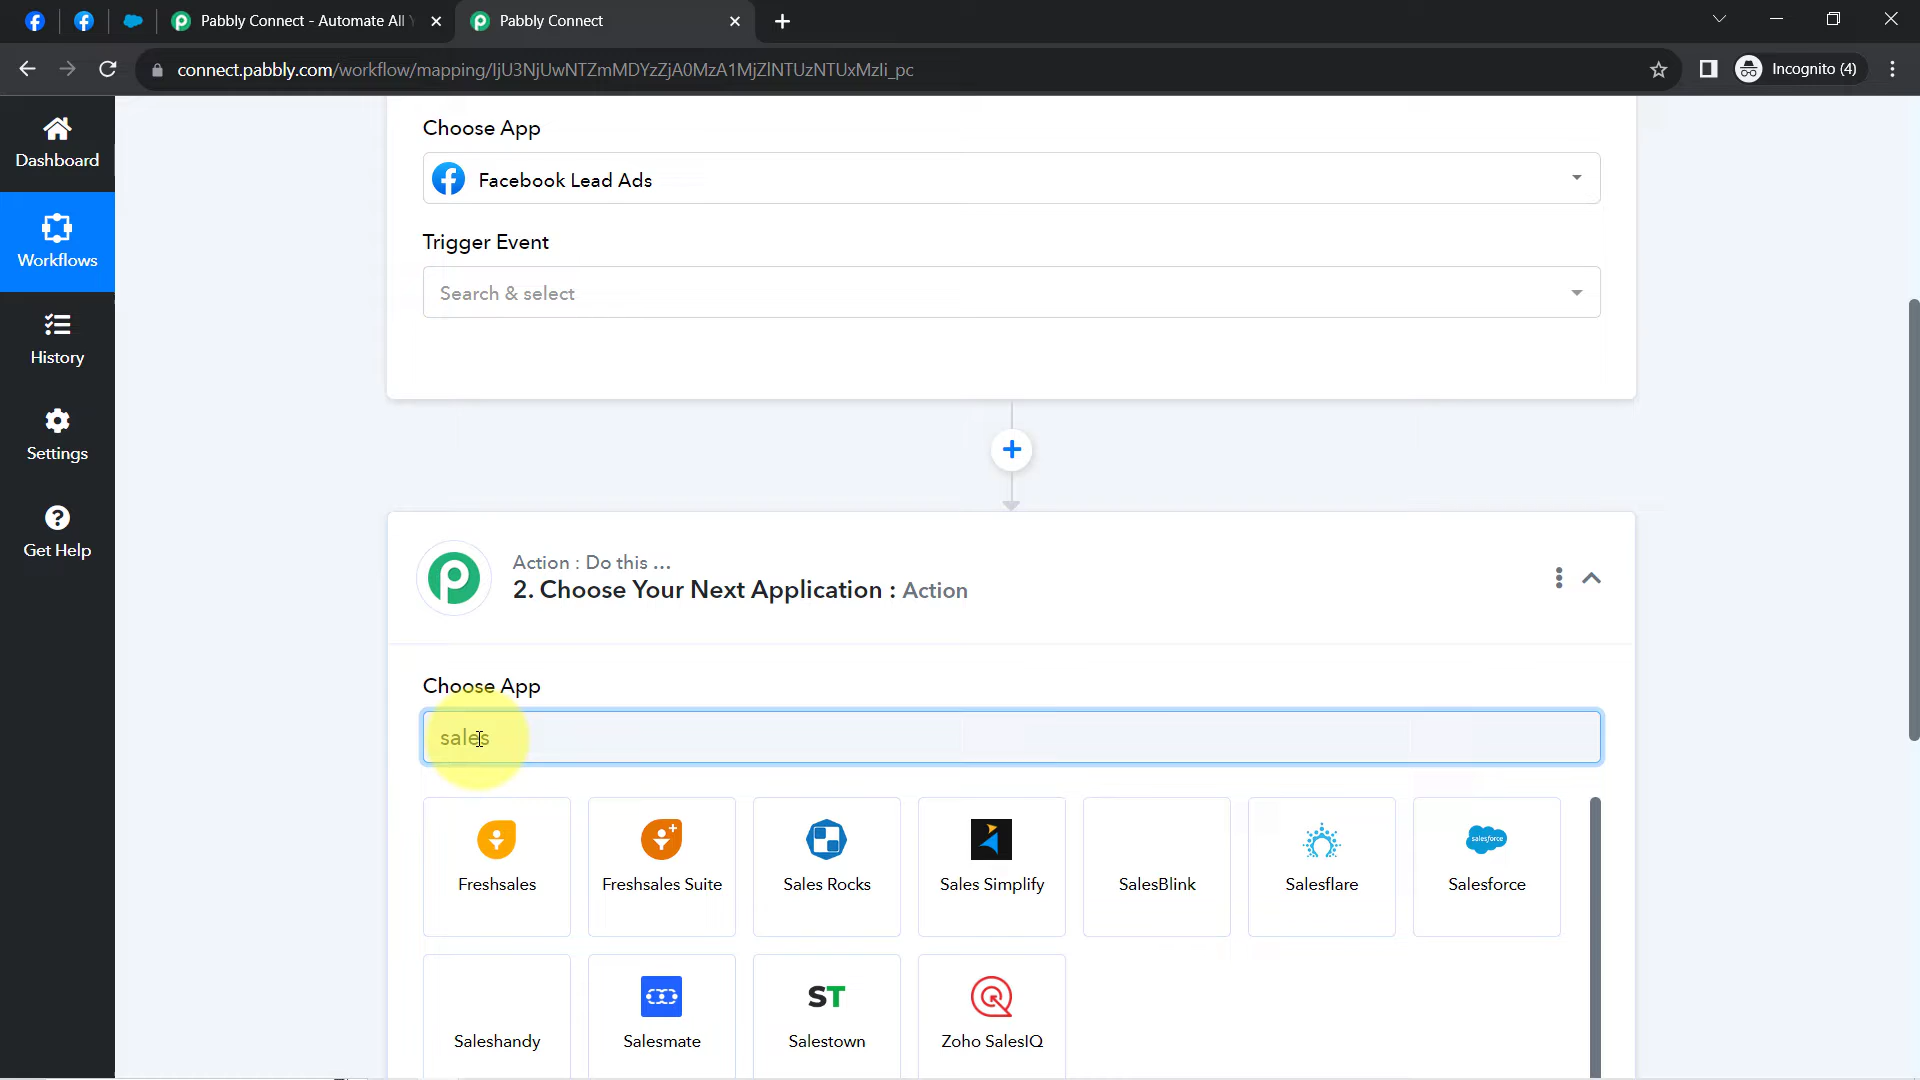 Pabbly Connect - Automate All Y
Pabbly Connect
connect.pabbly.com/workflow/mapping/IjU3NjUwNTZmMDYzZjA0MzA1MjZlNTUzNTUxMzIi_pc
Incognito (4)
Dashboard
Workflows
History
Settings
Get Help
Choose App
Facebook Lead Ads
Trigger Event
Search & select
Action : Do this ...
2. Choose Your Next Application : Action
Choose App
sales
Freshsales
Freshsales Suite
Sales Rocks
Sales Simplify
SalesBlink
Salesflare
salesforce
Salesforce
Saleshandy
Salesmate
ST
Salestown
Zoho SalesIQ